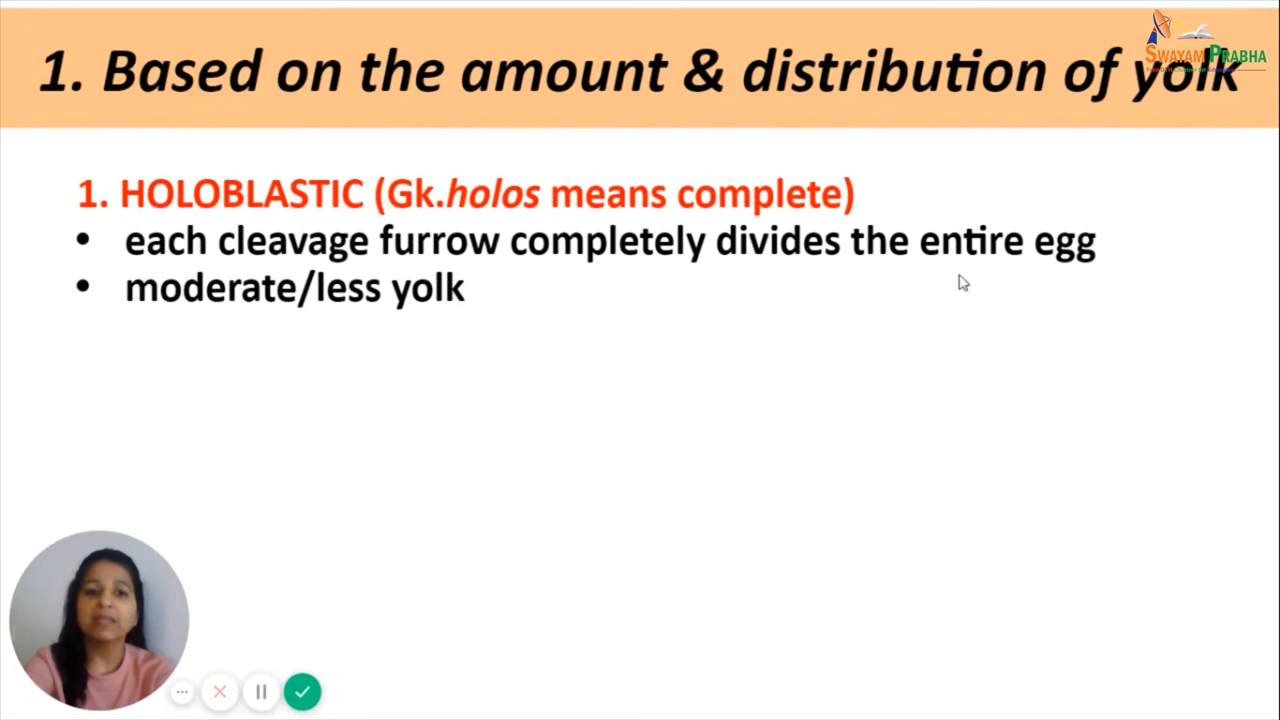 1. Based on the amount & distribution of yolk
SWAYAM PRABHA
1. HOLOBLASTIC (Gk.holos means complete)
• each cleavage furrow completely divides the entire egg
• moderate/less yolk